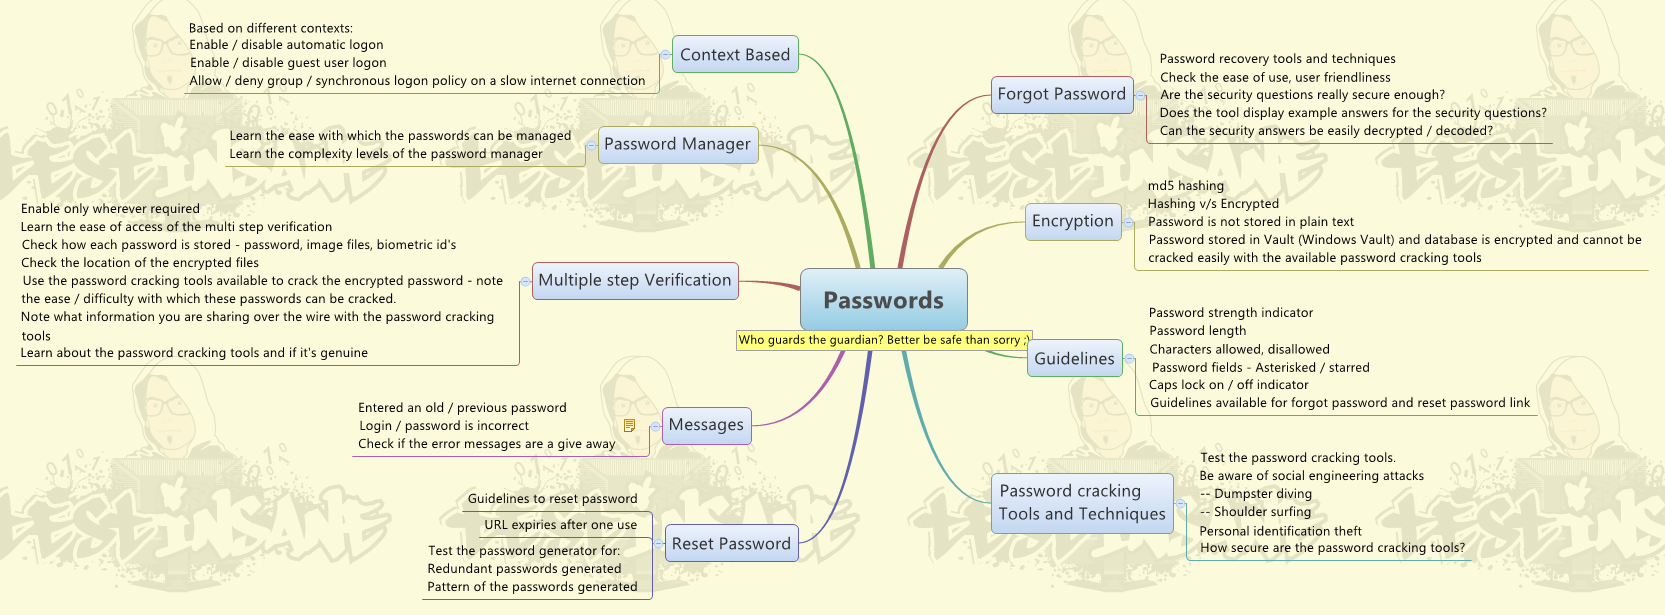 Passwords
Who guards the guardian? Better be safe than sorry ;)
Context Based
Based on different contexts:
Enable / disable automatic logon
Enable / disable guest user logon
Allow / deny group / synchronous logon policy on a slow internet connection
Password Manager
Learn the ease with which the passwords can be managed
Learn the complexity levels of the password manager
Multiple step Verification
Enable only wherever required
Learn the ease of access of the multi step verification
Check how each password is stored - password, image files, biometric id's
Check the location of the encrypted files
Use the password cracking tools available to crack the encrypted password - note
the ease / difficulty with which these passwords can be cracked.
Note what information you are sharing over the wire with the password cracking
tools
Learn about the password cracking tools and if it's genuine
Messages
Entered an old / previous password
Login / password is incorrect
Check if the error messages are a give away
Reset Password
Guidelines to reset password
URL expiries after one use
Test the password generator for:
Redundant passwords generated
Pattern of the passwords generated
Forgot Password
Password recovery tools and techniques
Check the ease of use, user friendliness
Are the security questions really secure enough?
Does the tool display example answers for the security questions?
Can the security answers be easily decrypted / decoded?
Encryption
md5 hashing
Hashing v/s Encrypted
Password is not stored in plain text
Password stored in Vault (Windows Vault) and database is encrypted and cannot be
cracked easily with the available password cracking tools
Guidelines
Password strength indicator
Password length
Characters allowed, disallowed
Password fields - Asterisked / starred
Caps lock on / off indicator
Guidelines available for forgot password and reset password link
Password cracking
Tools and Techniques
Test the password cracking tools.
Be aware of social engineering attacks
-- Dumpster diving
-- Shoulder surfing
Personal identification theft
How secure are the password cracking tools?
TEST INSANE
TEST INSANE
TEST INSANE
TEST INSANE
TEST INSANE
TEST INSANE
TEST INSANE
TEST INSANE